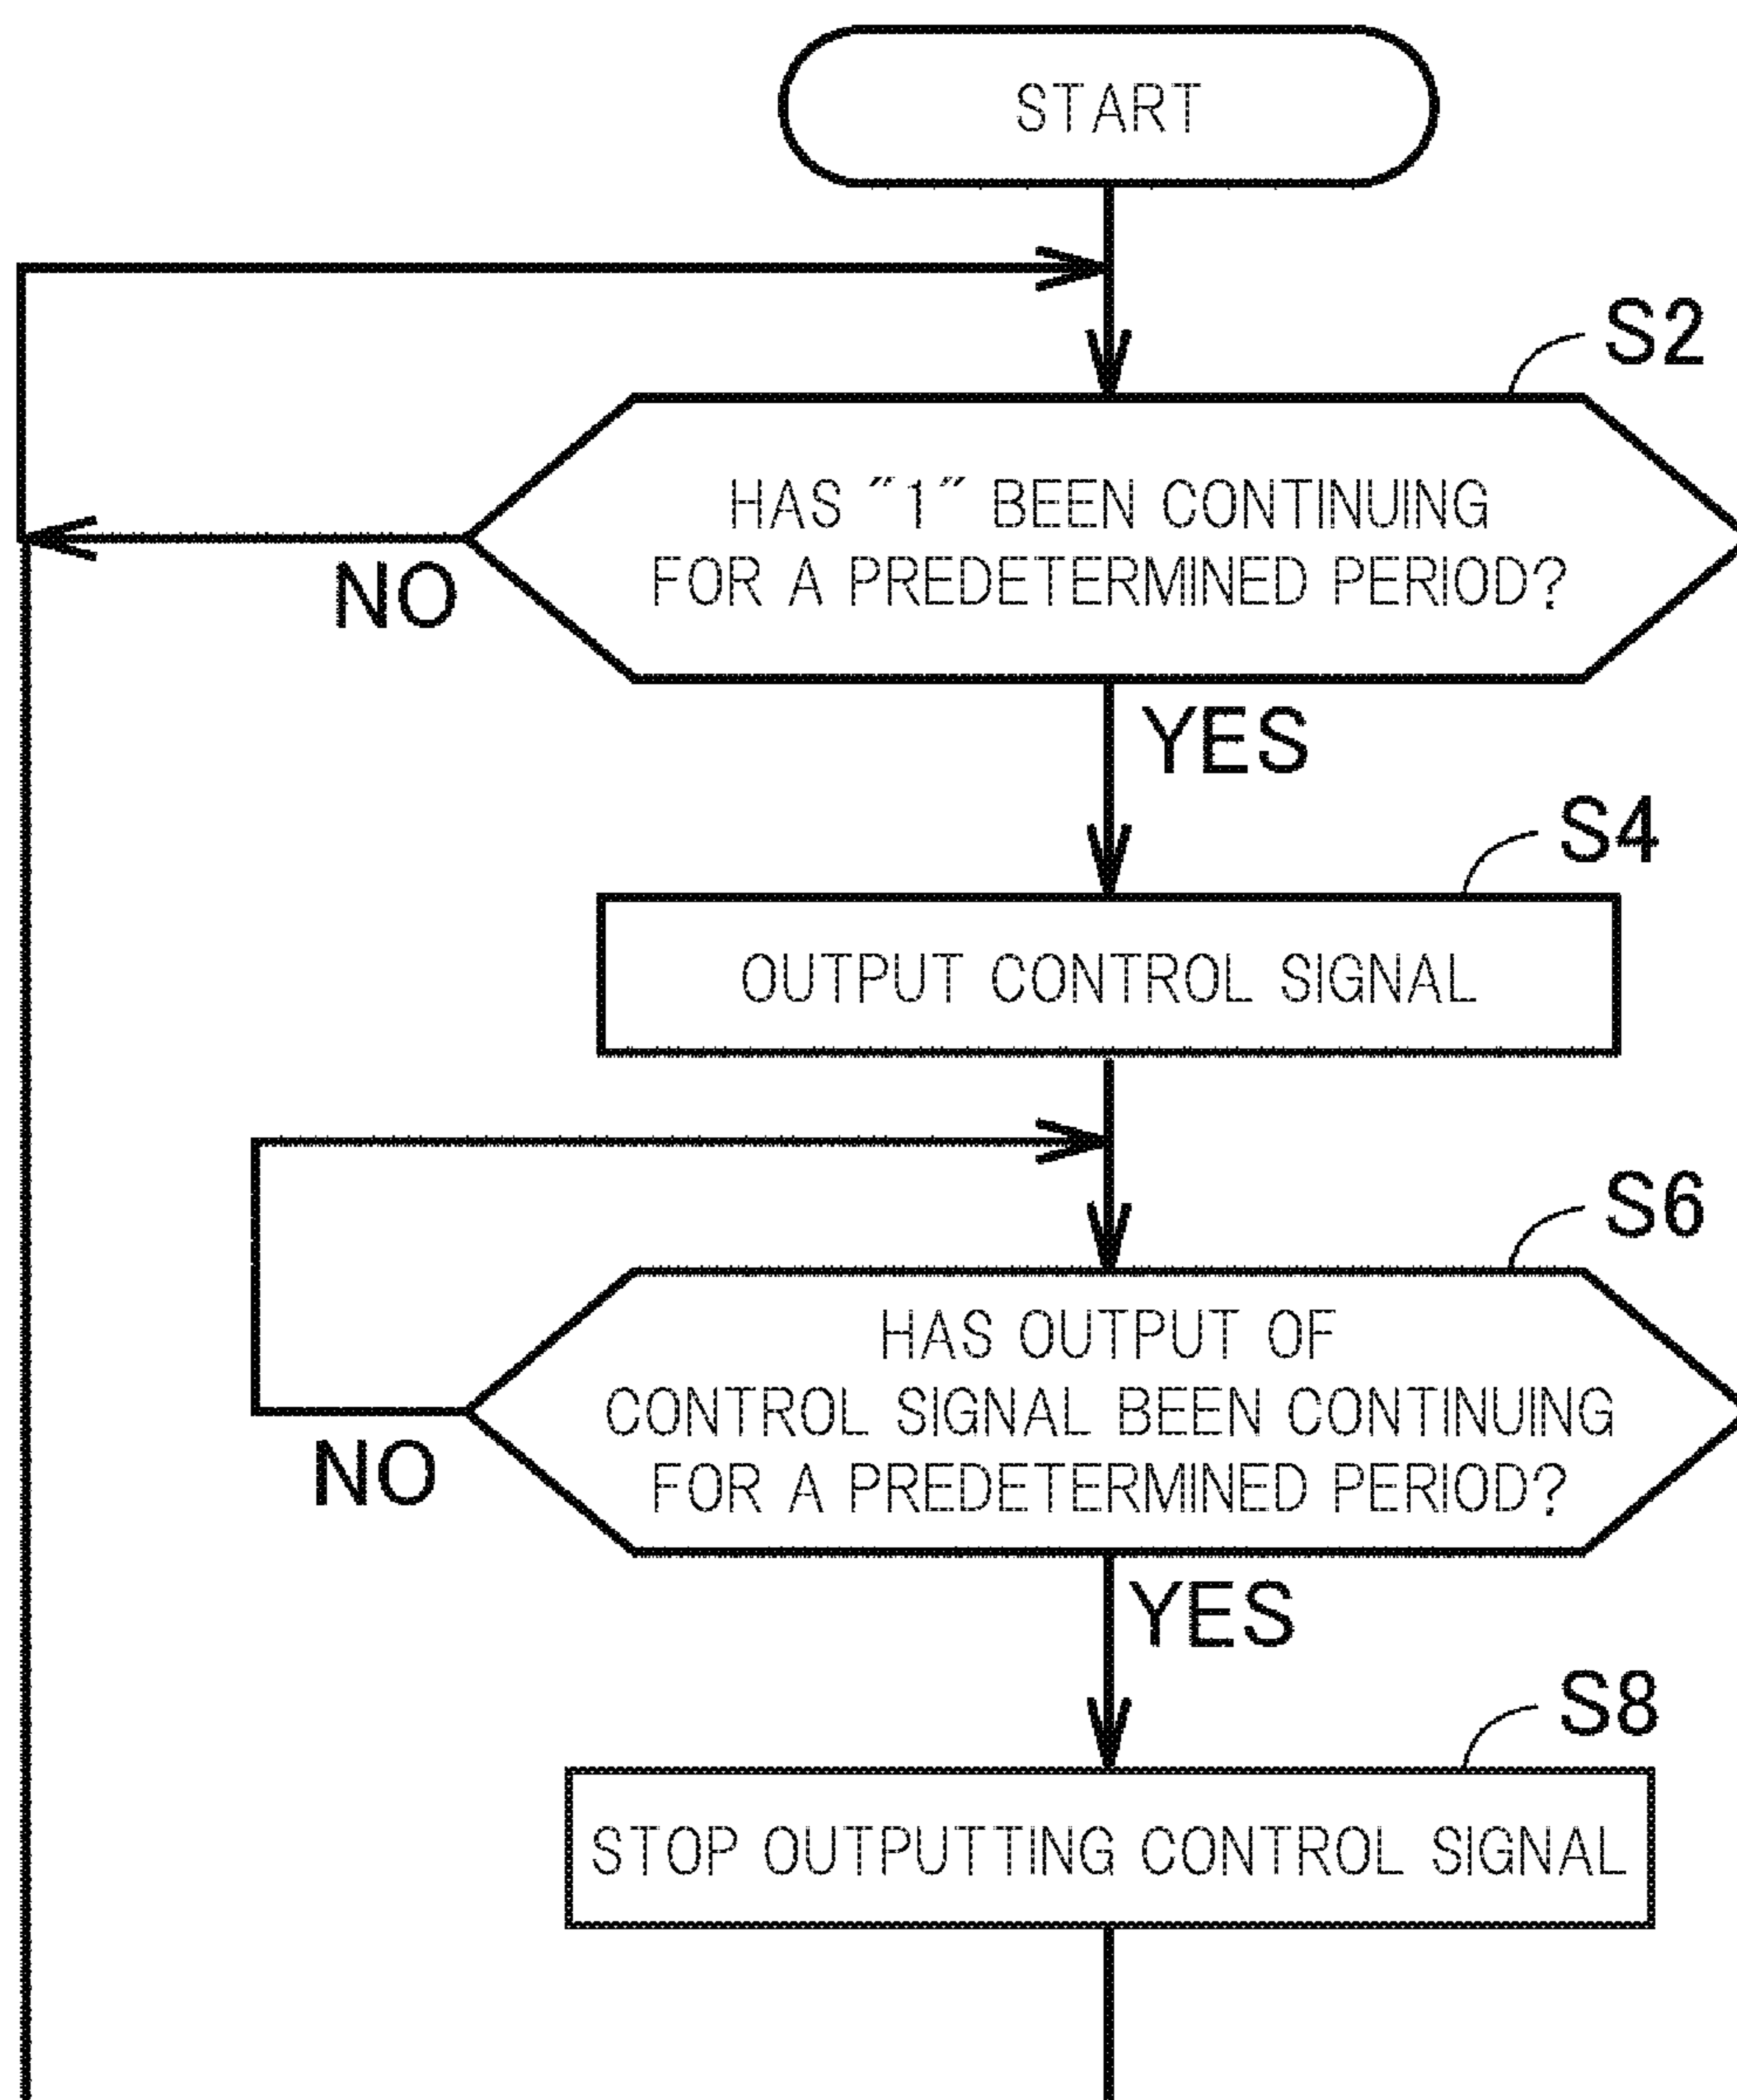 START
S2
HAS "1" BEEN CONTINUING
FOR A PREDETERMINED PERIOD?
NO
YES
S4
OUTPUT CONTROL SIGNAL
S6
HAS OUTPUT OF
CONTROL SIGNAL BEEN CONTINUING
FOR A PREDETERMINED PERIOD?
NO
YES
S8
STOP OUTPUTTING CONTROL SIGNAL